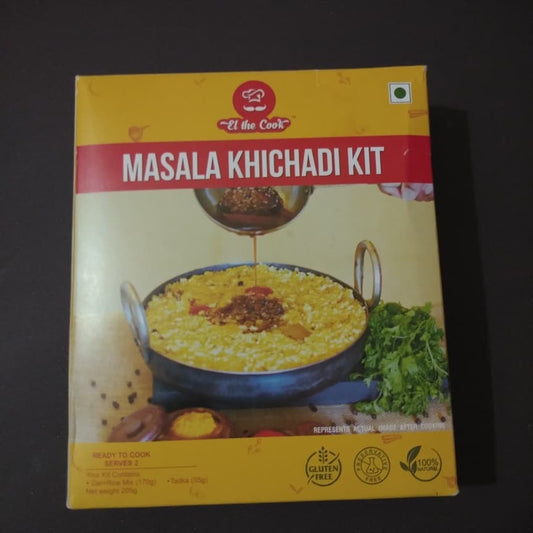 El the Cook
MASALA KHICHADI KIT
REPRESENTS ACTUAL IMAGE AFTER COOKING
READY TO COOK
SERVES 2
Your Kit Contains
• Dal+Rice Mix (170g) •Tadka (35g)
Net weight 205g
GLUTEN
FREE
PRESERVATIVE
FREE
100%
NATURAL